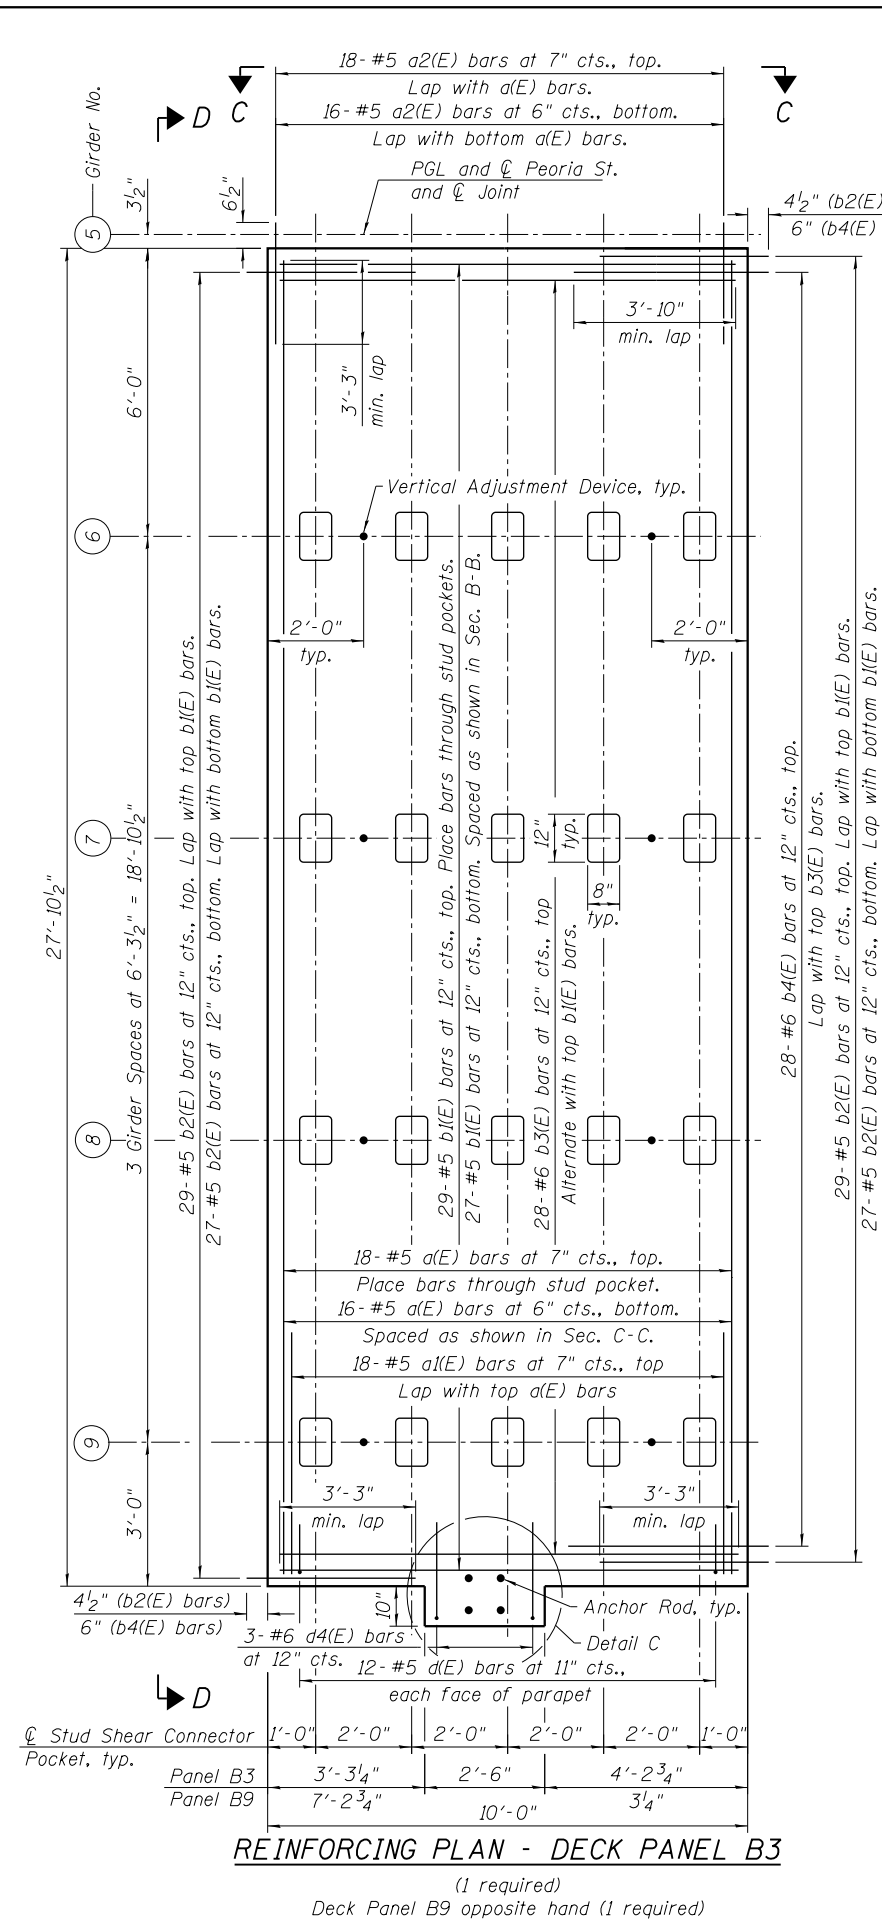 18-#5 a2(E) bars at 7" cts., top.
Lap with a(E) bars.
16-#5 a2(E) bars at 6" cts., bottom.
Lap with bottom a(E) bars.
D
C
C
Girder No.
PGL and ℄ Peoria St.
and ℄ Joint
3½"
6½"
4½" (b2(E)
6" (b4(E)
5
3'-10"
min. lap
3'-3"
min. lap
6'-0"
Vertical Adjustment Device, typ.
6
2'-0"
typ.
2'-0"
typ.
7
12"
typ.
8"
typ.
27'-10½"
3 Girder Spaces at 6'-3½" = 18'-10½"
29-#5 b2(E) bars at 12" cts., top. Lap with top b1(E) bars.
27-#5 b2(E) bars at 12" cts., bottom. Lap with bottom b1(E) bars.
29-#5 b1(E) bars at 12" cts., top. Place bars through stud pockets.
27-#5 b1(E) bars at 12" cts., bottom. Spaced as shown in Sec. B-B.
28-#6 b3(E) bars at 12" cts., top
Alternate with top b1(E) bars.
28-#6 b4(E) bars at 12" cts., top.
Lap with top b3(E) bars.
29-#5 b2(E) bars at 12" cts., top. Lap with top b1(E) bars.
27-#5 b2(E) bars at 12" cts., bottom. Lap with bottom b1(E) bars.
8
18-#5 a(E) bars at 7" cts., top.
Place bars through stud pocket.
16-#5 a(E) bars at 6" cts., bottom.
Spaced as shown in Sec. C-C.
18-#5 a1(E) bars at 7" cts., top
Lap with top a(E) bars
9
3'-0"
3'-3"
min. lap
3'-3"
min. lap
4½" (b2(E) bars)
6" (b4(E) bars)
10"
Anchor Rod, typ.
3-#6 d4(E) bars
at 12" cts.
Detail C
12-#5 d(E) bars at 11" cts.,
each face of parapet
D
℄ Stud Shear Connector
Pocket, typ.
1'-0" 2'-0" 2'-0" 2'-0" 2'-0" 1'-0"
Panel B3 3'-3¼" 2'-6" 4'-2¾"
Panel B9 7'-2¾" 3¼"
10'-0"
REINFORCING PLAN - DECK PANEL B3
(1 required)
Deck Panel B9 opposite hand (1 required)